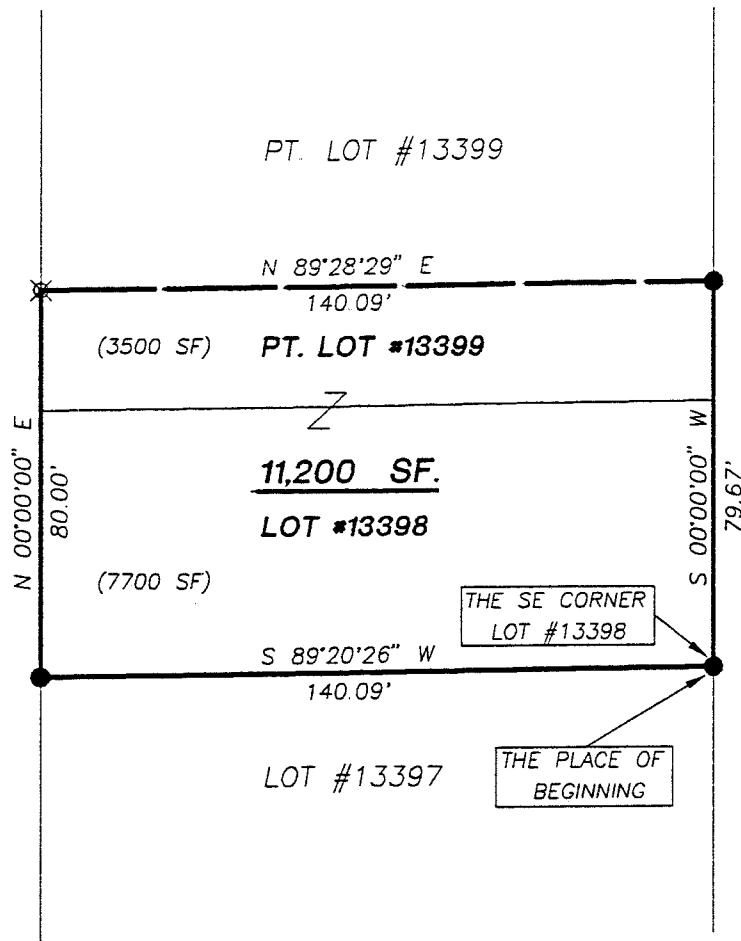 PT. LOT #13399
N 89°28'29" E
140.09'
(3500 SF)
PT. LOT #13399
N 00°00'00" E
80.00'
S 00°00'00" W
79.67'
11,200 SF.
LOT #13398
(7700 SF)
THE SE CORNER
LOT #13398
S 89°20'26" W
140.09'
THE PLACE OF
BEGINNING
LOT #13397